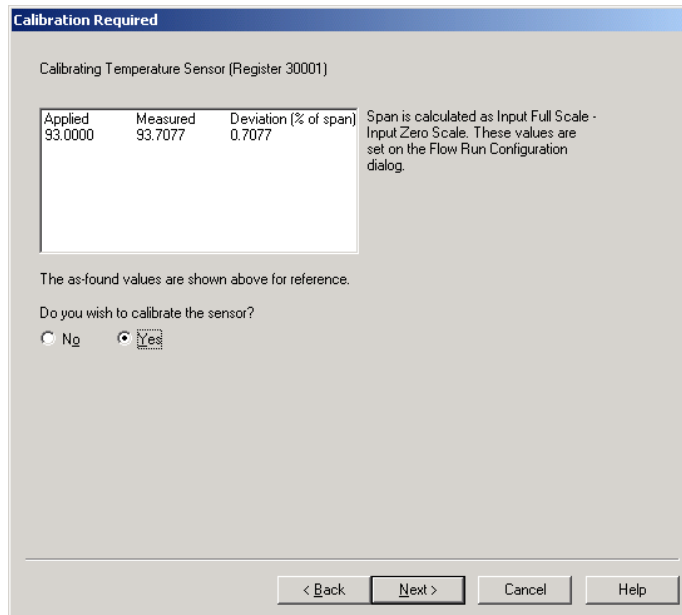 Calibration Required
Calibrating Temperature Sensor (Register 30001)
Applied Measured Deviation (% of span)
93.0000 93.7077 0.7077
Span is calculated as Input Full Scale -
Input Zero Scale. These values are
set on the Flow Run Configuration
dialog.
The as-found values are shown above for reference.
Do you wish to calibrate the sensor?
No Yes
< Back Next > Cancel Help